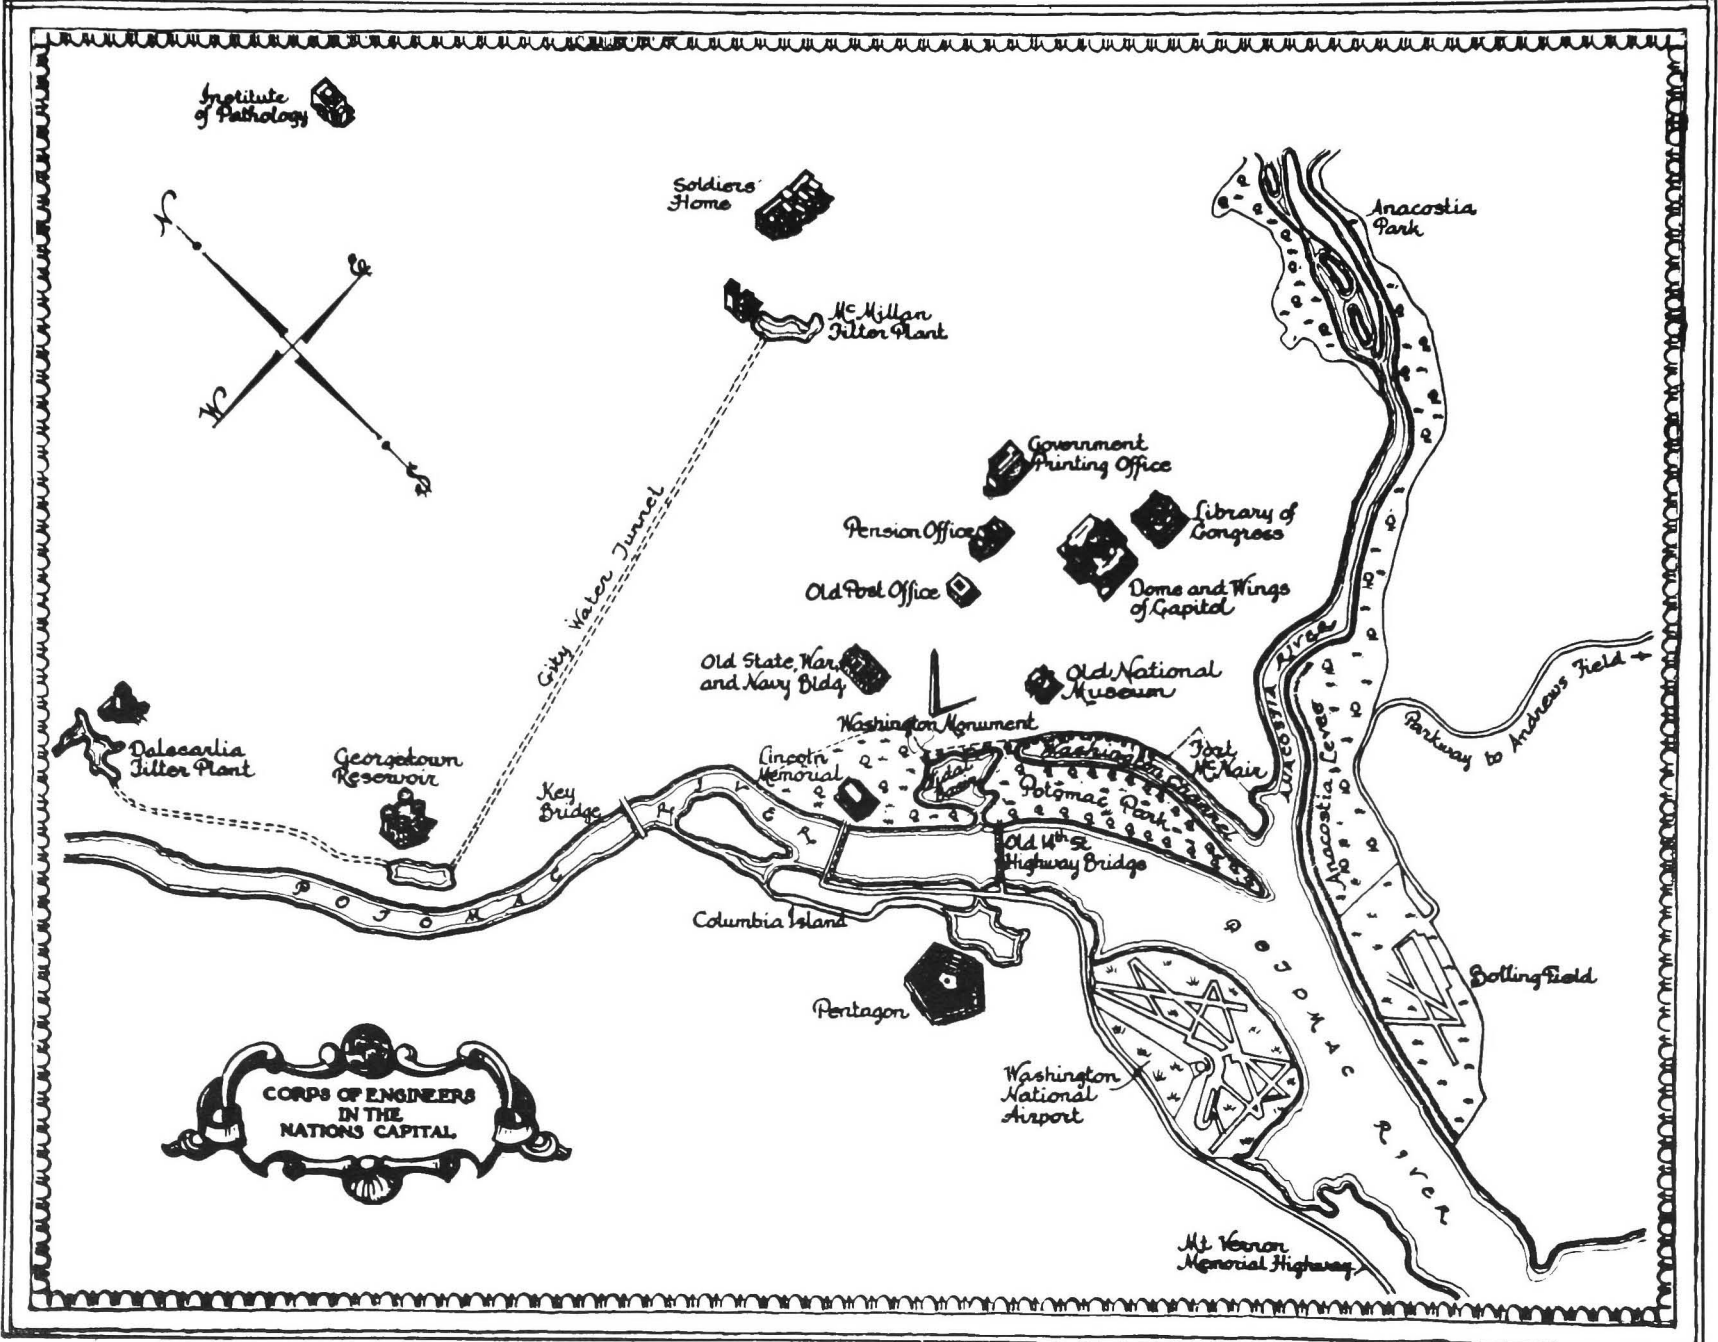 Institute
of Pathology
N
E
W
S
Soldiers'
Home
McMillan
Filter Plant
Anacostia
Park
Government
Printing Office
Library of
Congress
Pension Office
Old Post Office
Dome and Wings
of Capitol
City Water Tunnel
Old State, War,
and Navy Bldg.
Old National
Museum
Washington Monument
ANACOSTIA RIVER
Parkway to Andrews Field
Dalecarlia
Filter Plant
Georgetown
Reservoir
Key
Bridge
Lincoln
Memorial
Tidal
Basin
Washington Channel
Potomac Park
Fort
McNair
Anacostia Levee
Old 14th St
Highway Bridge
POTOMAC RIVER
Columbia Island
Pentagon
POTOMAC RIVER
Bolling Field
Washington
National
Airport
Mt Vernon
Memorial Highway
CORPS OF ENGINEERS
IN THE
NATIONS CAPITAL